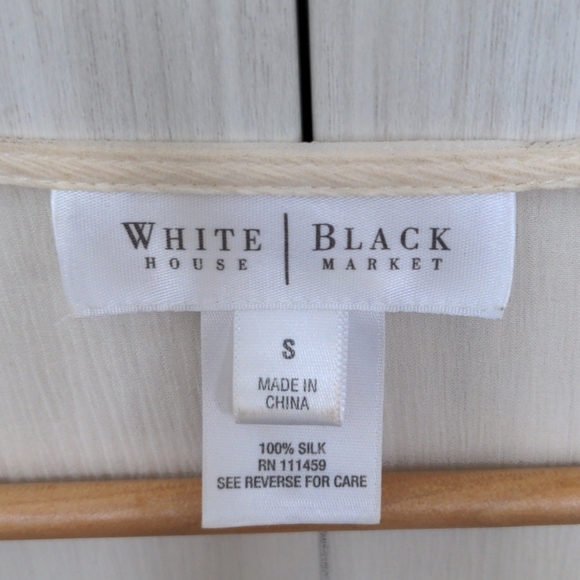 WHITE | BLACK
HOUSE MARKET
S
MADE IN
CHINA
100% SILK
RN 111459
SEE REVERSE FOR CARE